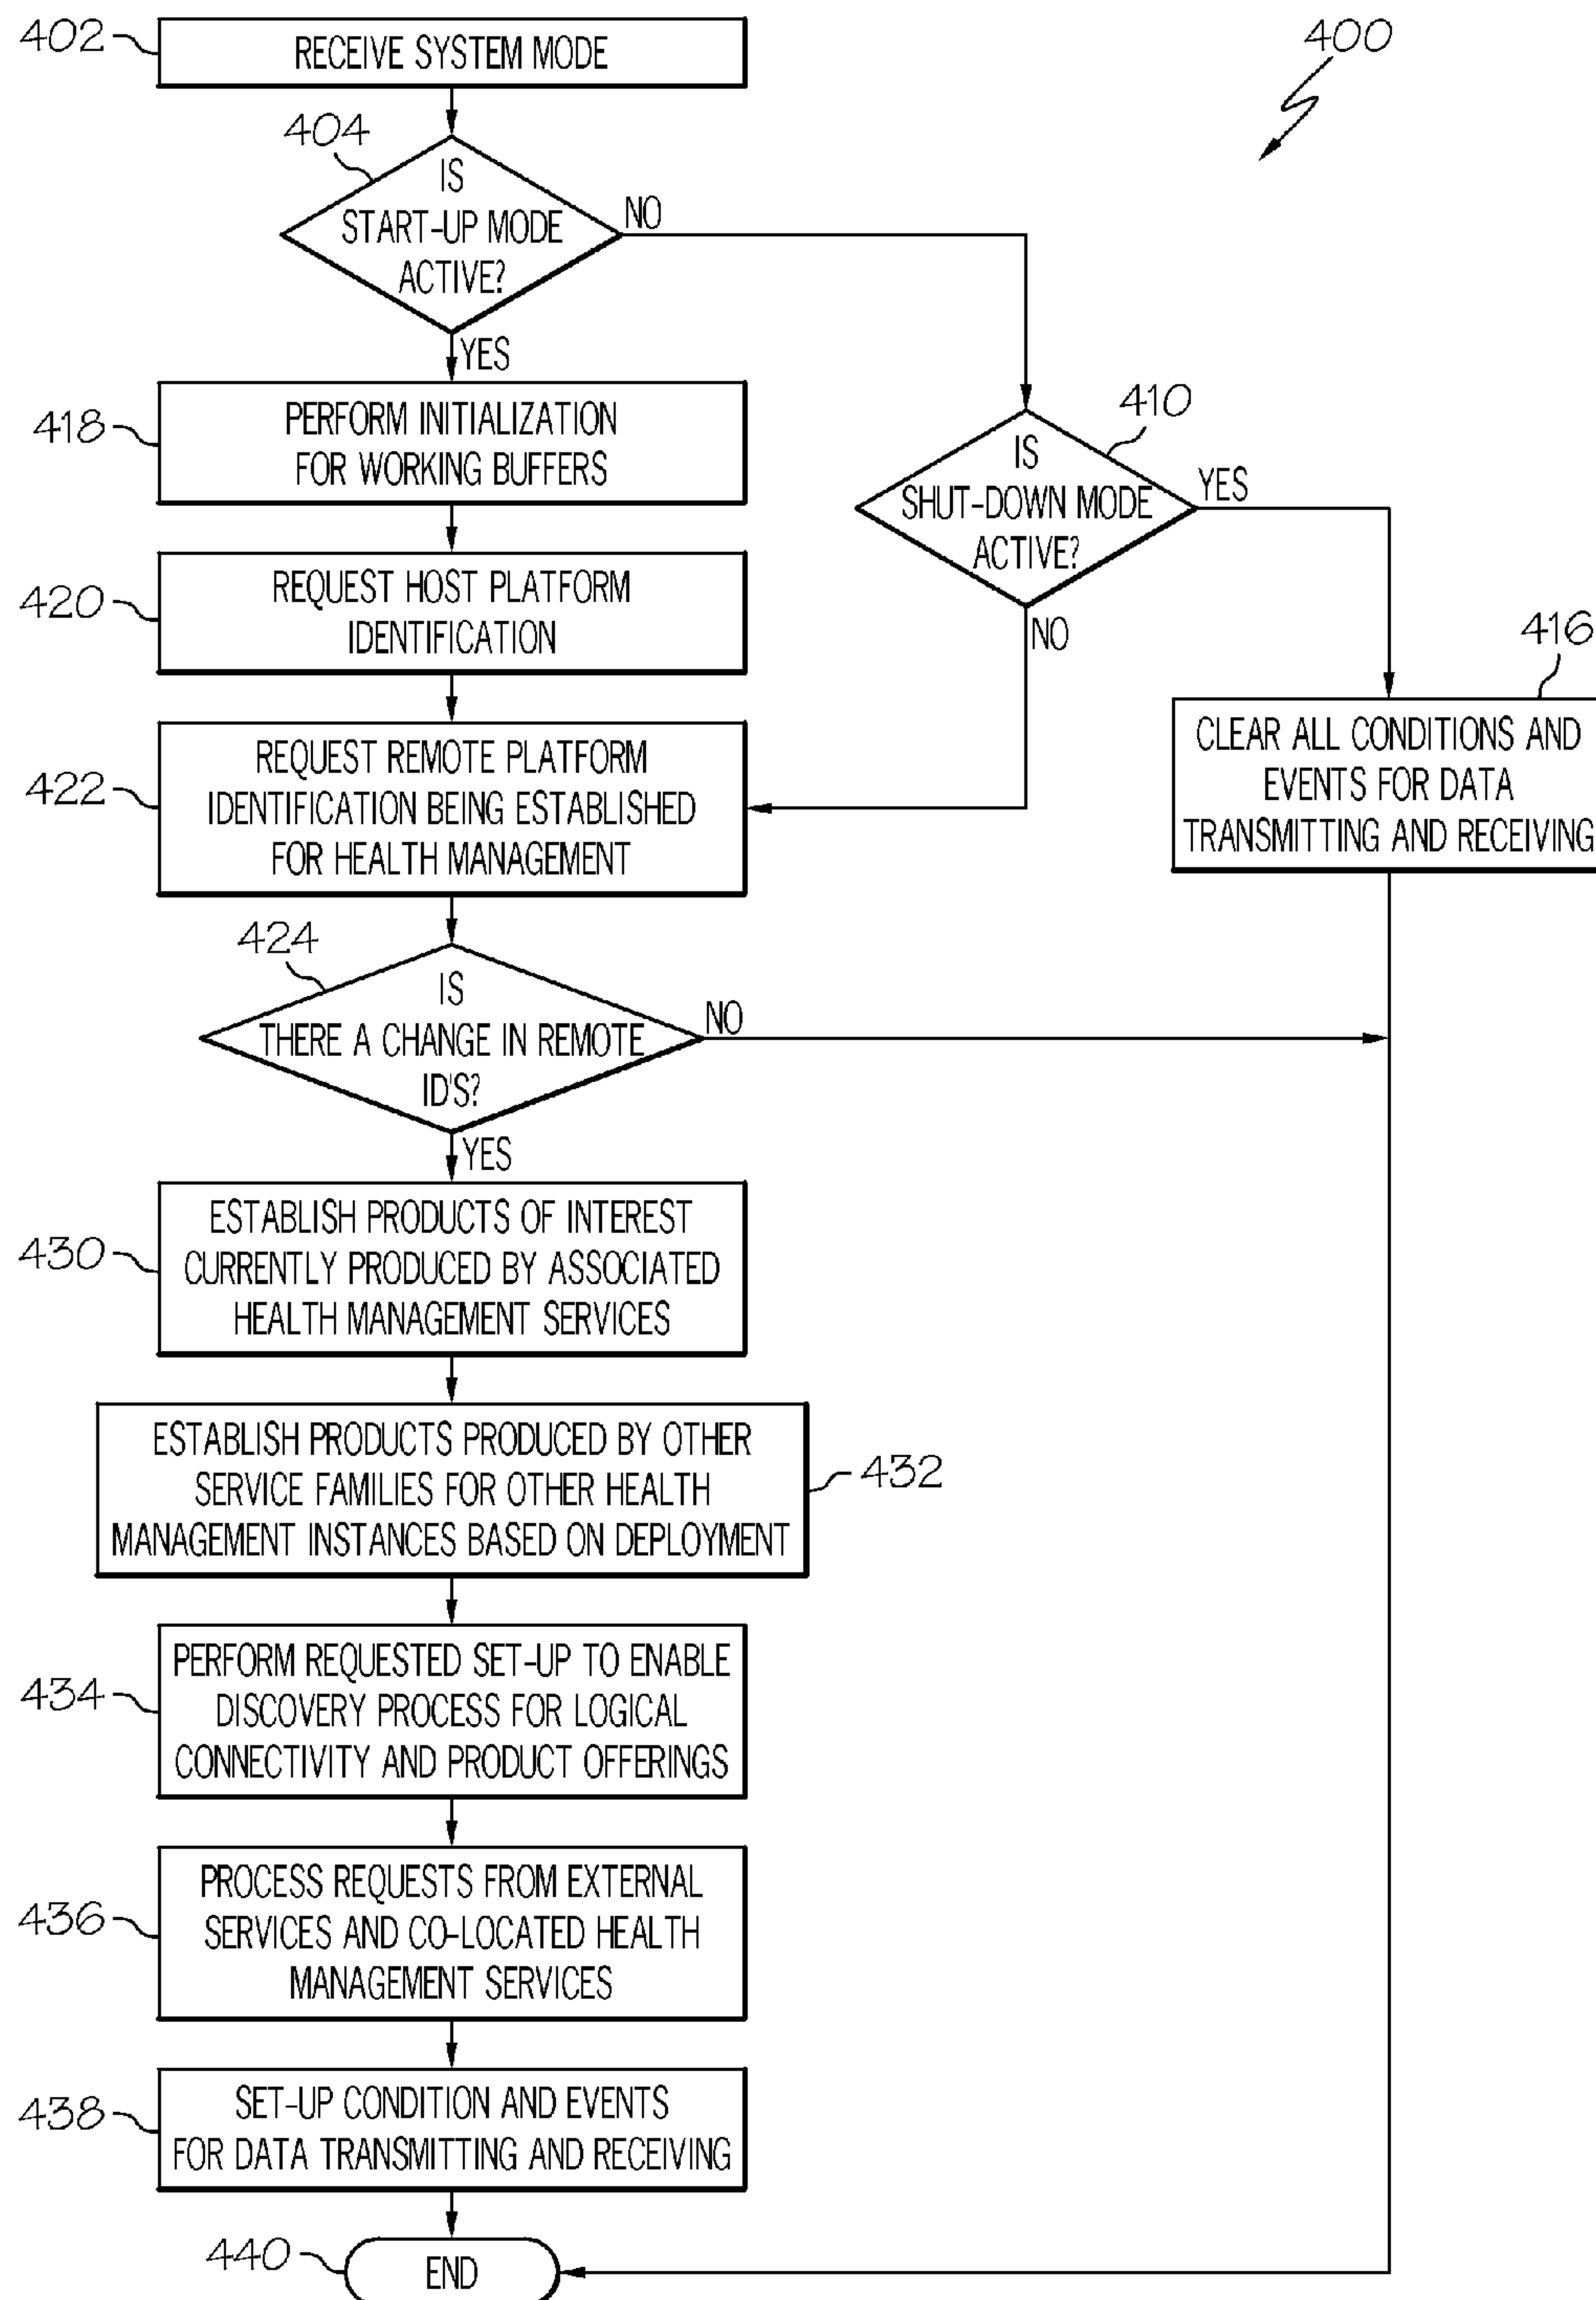 402
RECEIVE SYSTEM MODE
400
404
IS
START-UP MODE
ACTIVE?
NO
YES
418
PERFORM INITIALIZATION
FOR WORKING BUFFERS
410
IS
SHUT-DOWN MODE
ACTIVE?
YES
NO
420
REQUEST HOST PLATFORM
IDENTIFICATION
416
CLEAR ALL CONDITIONS AND
EVENTS FOR DATA
TRANSMITTING AND RECEIVING
422
REQUEST REMOTE PLATFORM
IDENTIFICATION BEING ESTABLISHED
FOR HEALTH MANAGEMENT
424
IS
THERE A CHANGE IN REMOTE
ID'S?
NO
YES
430
ESTABLISH PRODUCTS OF INTEREST
CURRENTLY PRODUCED BY ASSOCIATED
HEALTH MANAGEMENT SERVICES
ESTABLISH PRODUCTS PRODUCED BY OTHER
SERVICE FAMILIES FOR OTHER HEALTH
MANAGEMENT INSTANCES BASED ON DEPLOYMENT
432
434
PERFORM REQUESTED SET-UP TO ENABLE
DISCOVERY PROCESS FOR LOGICAL
CONNECTIVITY AND PRODUCT OFFERINGS
436
PROCESS REQUESTS FROM EXTERNAL
SERVICES AND CO-LOCATED HEALTH
MANAGEMENT SERVICES
438
SET-UP CONDITION AND EVENTS
FOR DATA TRANSMITTING AND RECEIVING
440
END